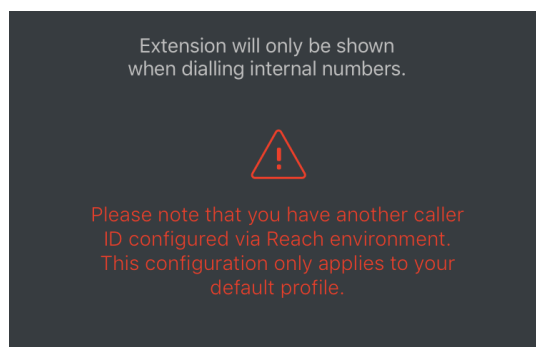 Extension will only be shown
when dialling internal numbers.
Please note that you have another caller
ID configured via Reach environment.
This configuration only applies to your
default profile.